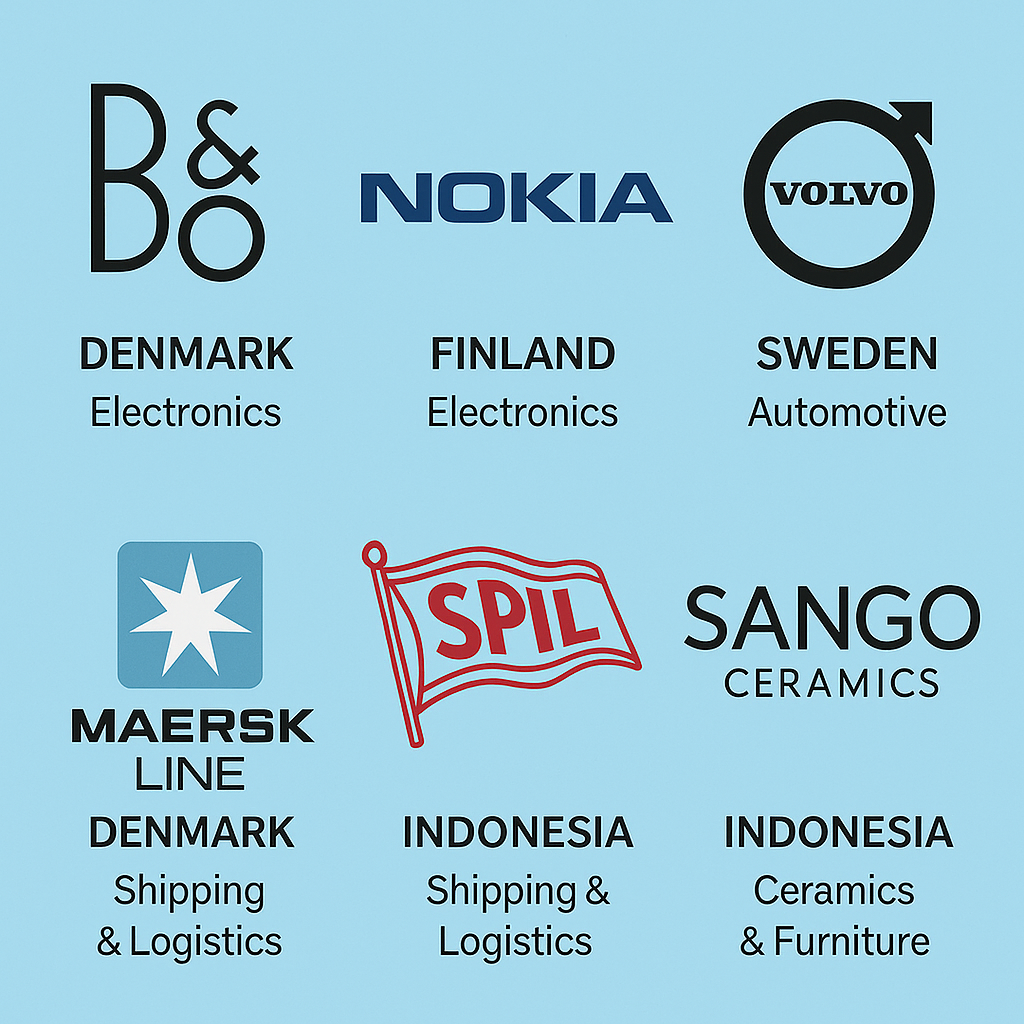 B&
O
NOKIA
VOLVO
DENMARK
Electronics
FINLAND
Electronics
SWEDEN
Automotive
MAERSK
LINE
SPIL
SANGO
CERAMICS
DENMARK
Shipping
& Logistics
INDONESIA
Shipping &
Logistics
INDONESIA
Ceramics
& Furniture